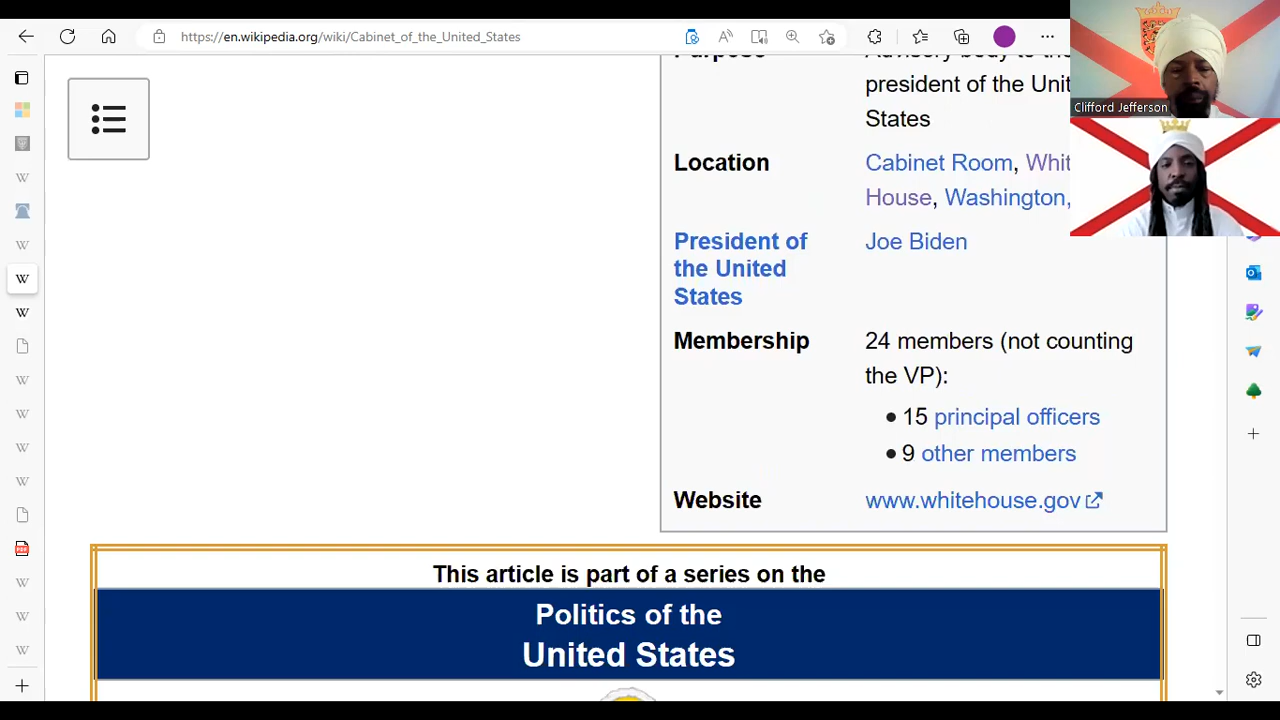 https://en.wikipedia.org/wiki/Cabinet_of_the_United_States
president of the Unit
States
Clifford Jefferson
Location
Cabinet Room, Whit
House, Washington,
President of
the United
States
Joe Biden
Membership
24 members (not counting
the VP):
• 15 principal officers
• 9 other members
Website
www.whitehouse.gov
This article is part of a series on the
Politics of the
United States